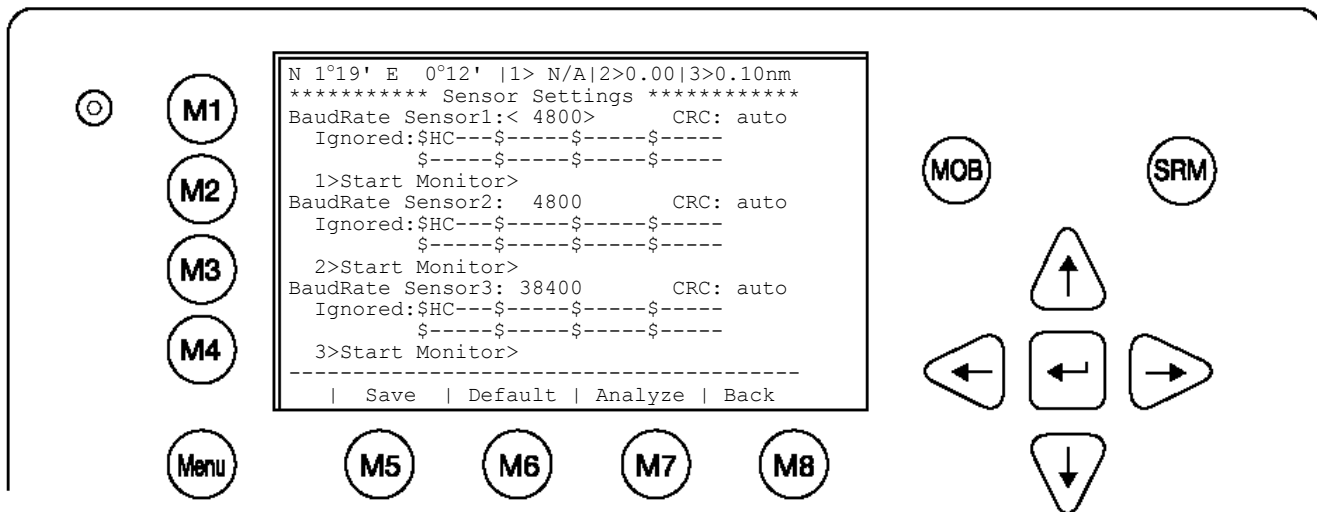 N 1°19' E  0°12' |1> N/A|2>0.00|3>0.10nm
*********** Sensor Settings ************
BaudRate Sensor1:< 4800>      CRC: auto
  Ignored:$HC---$-----$-----$-----
          $-----$-----$-----$-----
  1>Start Monitor>
BaudRate Sensor2:  4800       CRC: auto
  Ignored:$HC---$-----$-----$-----
          $-----$-----$-----$-----
  2>Start Monitor>
BaudRate Sensor3: 38400       CRC: auto
  Ignored:$HC---$-----$-----$-----
          $-----$-----$-----$-----
  3>Start Monitor>
----------------------------------------
   |  Save  | Default | Analyze | Back
M1
M2
M3
M4
Menu
M5 M6 M7 M8
MOB SRM